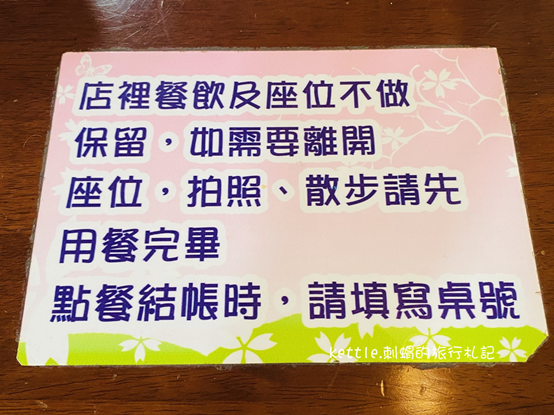 店裡餐飲及座位不做
保留，如需要離開
座位，拍照、散步請先
用餐完畢
點餐結帳時，請填寫桌號
kettle.刺蝟的旅行札記